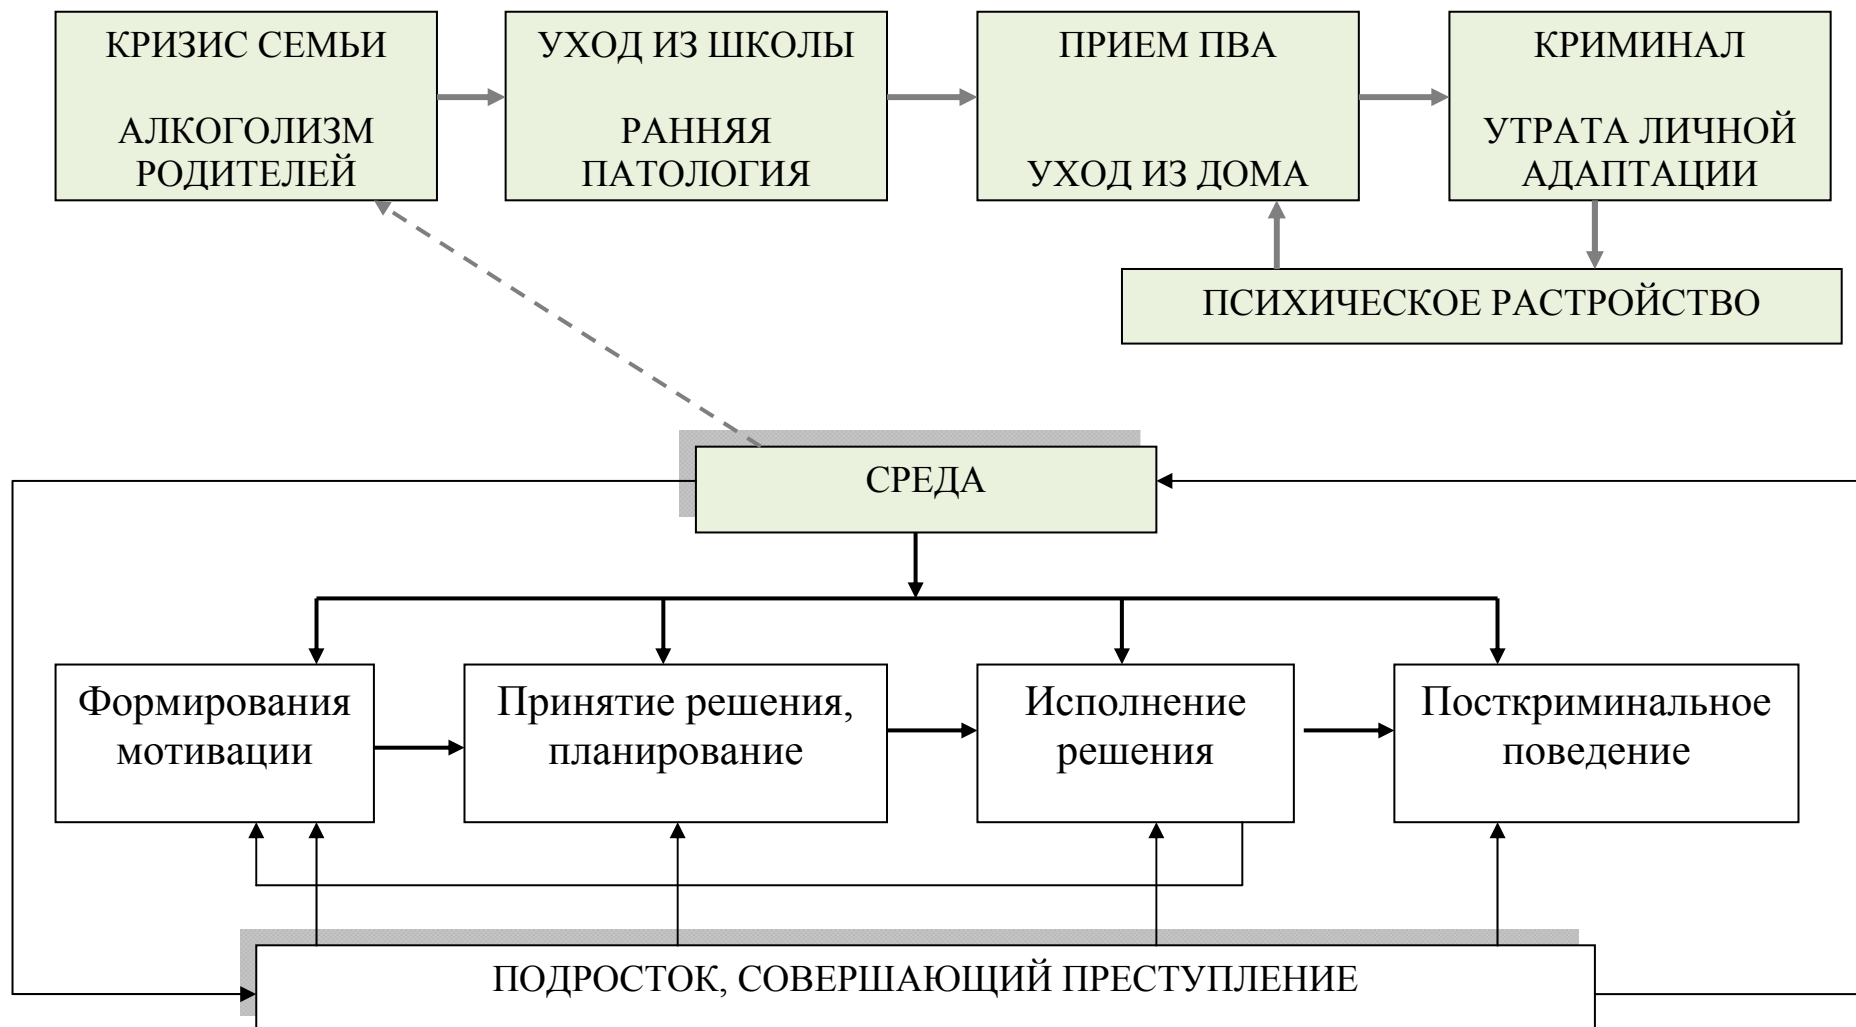 КРИЗИС СЕМЬИ
АЛКОГОЛИЗМ
РОДИТЕЛЕЙ
УХОД ИЗ ШКОЛЫ
РАННЯЯ
ПАТОЛОГИЯ
ПРИЕМ ПВА
УХОД ИЗ ДОМА
КРИМИНАЛ
УТРАТА ЛИЧНОЙ
АДАПТАЦИИ
ПСИХИЧЕСКОЕ РАСТРОЙСТВО
СРЕДА
Формирования
мотивации
Принятие решения,
планирование
Исполнение
решения
Посткриминальное
поведение
ПОДРОСТОК, СОВЕРШАЮЩИЙ ПРЕСТУПЛЕНИЕ